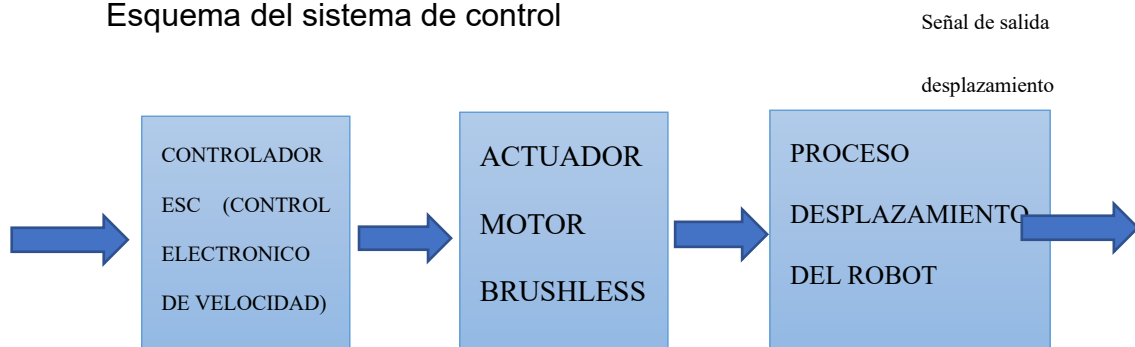 Esquema del sistema de control
Señal de salida
desplazamiento
CONTROLADOR
ESC (CONTROL
ELECTRONICO
DE VELOCIDAD)
ACTUADOR
MOTOR
BRUSHLESS
PROCESO
DESPLAZAMIENTO
DEL ROBOT